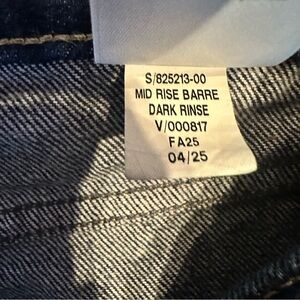 S/825213-00
MID RISE BARRE
DARK RINSE
V/000817
FA25
04/25